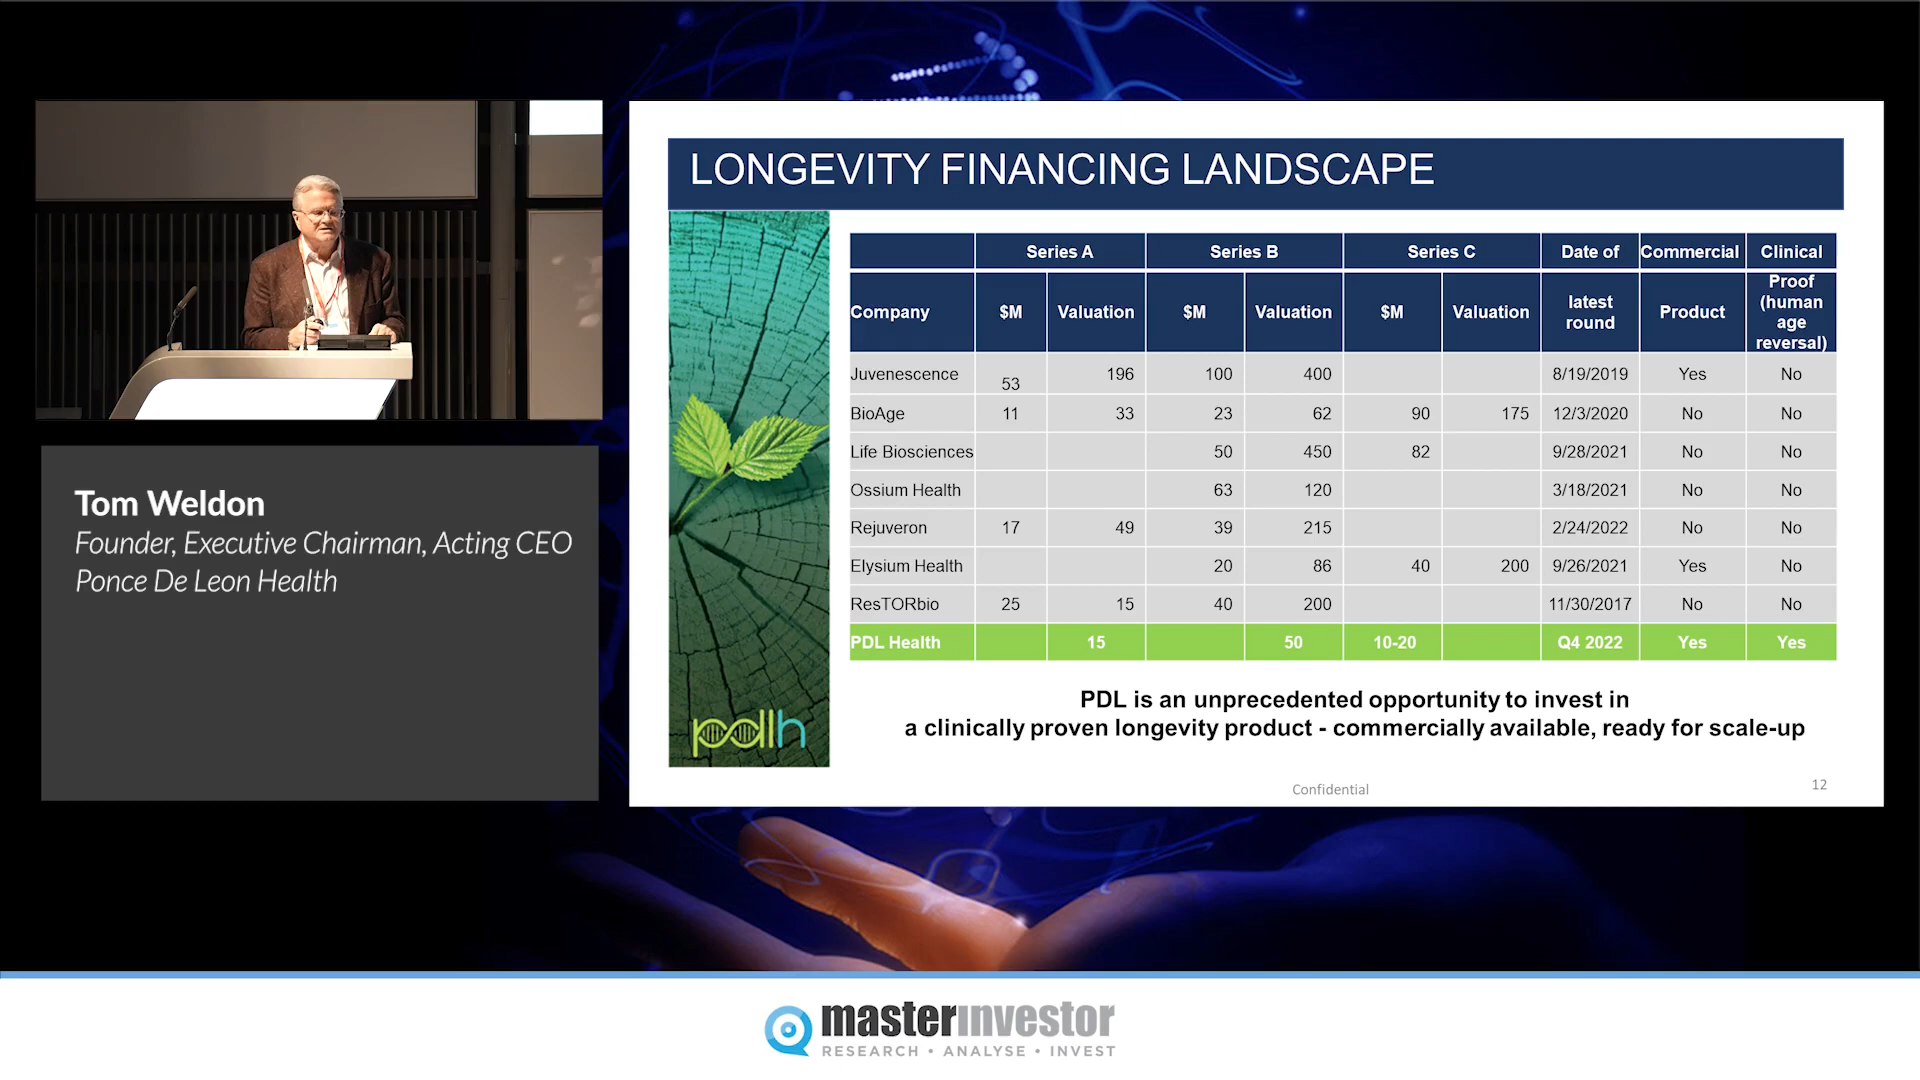 Tom Weldon
Founder, Executive Chairman, Acting CEO
Ponce De Leon Health
LONGEVITY FINANCING LANDSCAPE
Series A Series B Series C Date of Commercial Clinical
Company $M Valuation $M Valuation $M Valuation latest round Product Proof (human age reversal)
Juvenescence 53 196 100 400 8/19/2019 Yes No
BioAge 11 33 23 62 90 175 12/3/2020 No No
Life Biosciences 50 450 82 9/28/2021 No No
Ossium Health 63 120 3/18/2021 No No
Rejuveron 17 49 39 215 2/24/2022 No No
Elysium Health 20 86 40 200 9/26/2021 Yes No
ResTORbio 25 15 40 200 11/30/2017 No No
PDL Health 15 50 10-20 Q4 2022 Yes Yes
pdlh
PDL is an unprecedented opportunity to invest in
a clinically proven longevity product - commercially available, ready for scale-up
Confidential
12
masterinvestor
RESEARCH • ANALYSE • INVEST